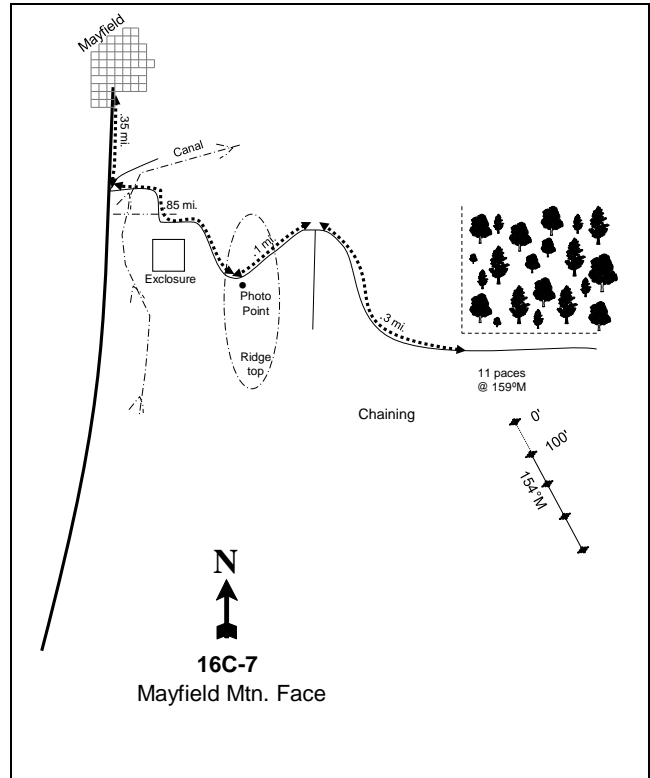 Mayfield
.35 mi.
Canal
.85 mi.
Exclosure
.1 mi.
Photo
Point
Ridge
top
.3 mi.
11 paces
@ 159ºM
Chaining
0'
100'
154°M
N
16C-7
Mayfield Mtn. Face